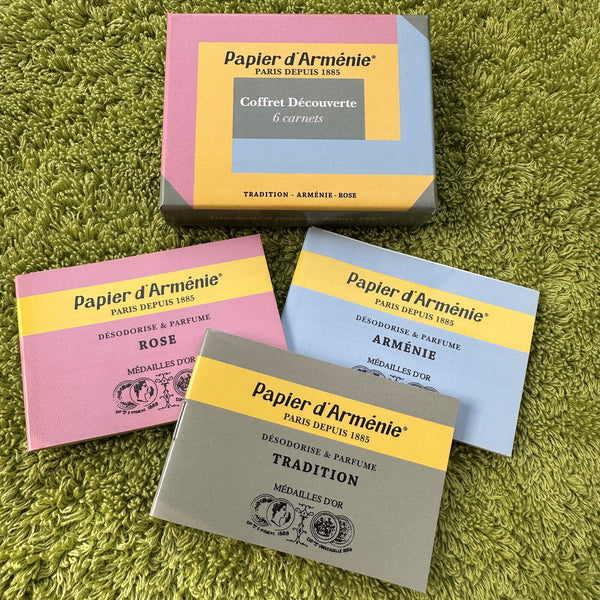 Papier d'Arménie®
PARIS DEPUIS 1885
Coffret Découverte
6 carnets
TRADITION - ARMÉNIE - ROSE
Papier d'Arménie®
PARIS DEPUIS 1885
DÉSODORISE & PARFUME
ROSE
MÉDAILLES D'OR
Papier d'Arménie®
PARIS DEPUIS 1885
DÉSODORISE & PARFUME
ARMÉNIE
MÉDAILLES D'OR
Papier d'Arménie®
PARIS DEPUIS 1885
DÉSODORISE & PARFUME
TRADITION
MÉDAILLES D'OR